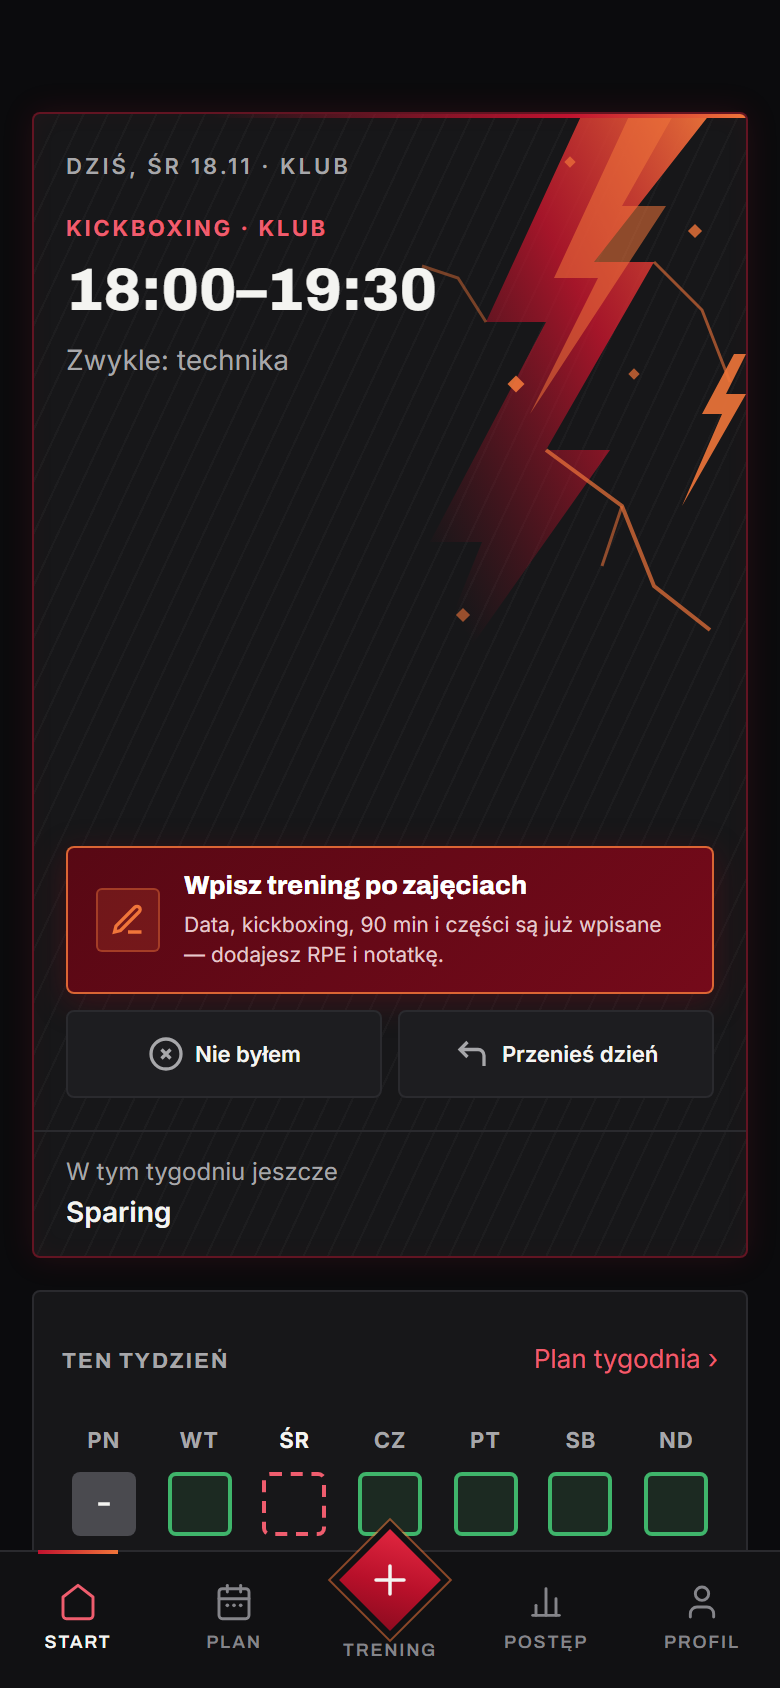 DZIŚ, ŚR 18.11 · KLUB
KICKBOXING · KLUB
18:00–19:30
Zwykle: technika
Wpisz trening po zajęciach
Data, kickboxing, 90 min i części są już wpisane
— dodajesz RPE i notatkę.
Nie byłem
Przenieś dzień
W tym tygodniu jeszcze
Sparing
TEN TYDZIEŃ
Plan tygodnia ›
PN WT ŚR CZ PT SB ND
–
START PLAN TRENING POSTĘP PROFIL